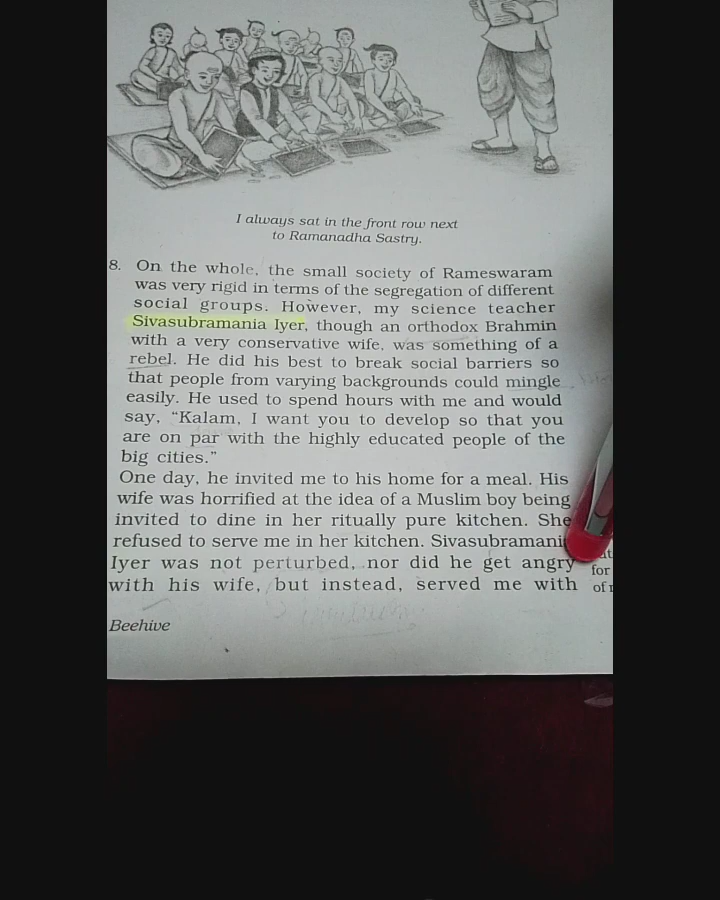 I always sat in the front row next
to Ramanadha Sastry.
8. On the whole, the small society of Rameswaram
was very rigid in terms of the segregation of different
social groups. However, my science teacher
Sivasubramania Iyer, though an orthodox Brahmin
with a very conservative wife, was something of a
rebel. He did his best to break social barriers so
that people from varying backgrounds could mingle
easily. He used to spend hours with me and would
say, “Kalam, I want you to develop so that you
are on par with the highly educated people of the
big cities.”
One day, he invited me to his home for a meal. His
wife was horrified at the idea of a Muslim boy being
invited to dine in her ritually pure kitchen. She
refused to serve me in her kitchen.
Iyer was not perturbed, nor did he get angry
with his wife, but instead, served me with
for
Beehive